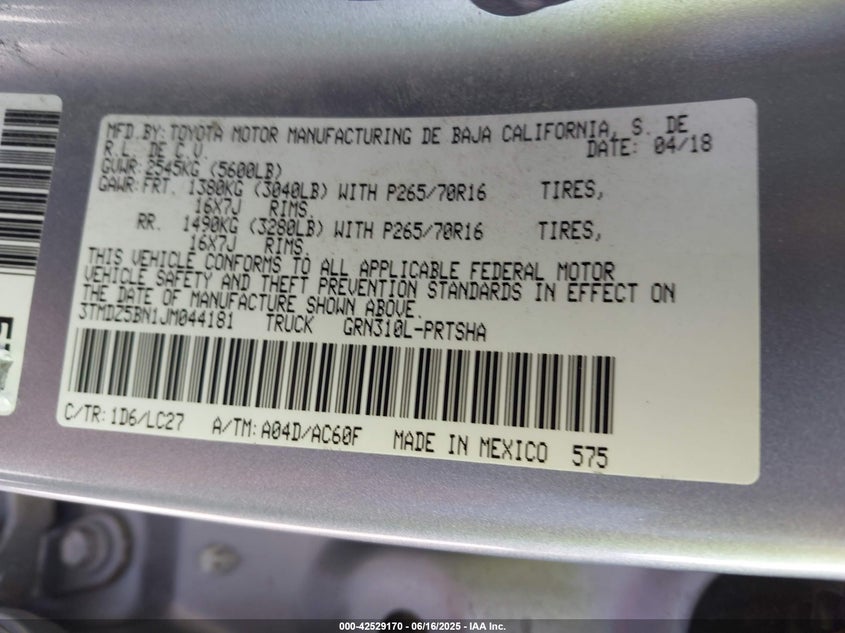 MFD.BY:TOYOTA MOTOR MANUFACTURING DE BAJA CALIFORNIA, S. DE
R.L. DE C.V. DATE: 04/18
GVWR: 2545KG (5600LB)
GAWR: FRT. 1380KG (3040LB) WITH P265/70R16 TIRES,
16X7J RIMS,
RR. 1490KG (3280LB) WITH P265/70R16 TIRES,
16X7J RIMS
THIS VEHICLE CONFORMS TO ALL APPLICABLE FEDERAL MOTOR
VEHICLE SAFETY AND THEFT PREVENTION STANDARDS IN EFFECT ON
THE DATE OF MANUFACTURE SHOWN ABOVE.
3TMDZ5BN1JM044181 TRUCK GRN310L-PRTSHA
C/TR: 1D6/LC27 A/TM: A04D/AC60F MADE IN MEXICO 575
000-42529170 - 06/16/2025 - IAA Inc.